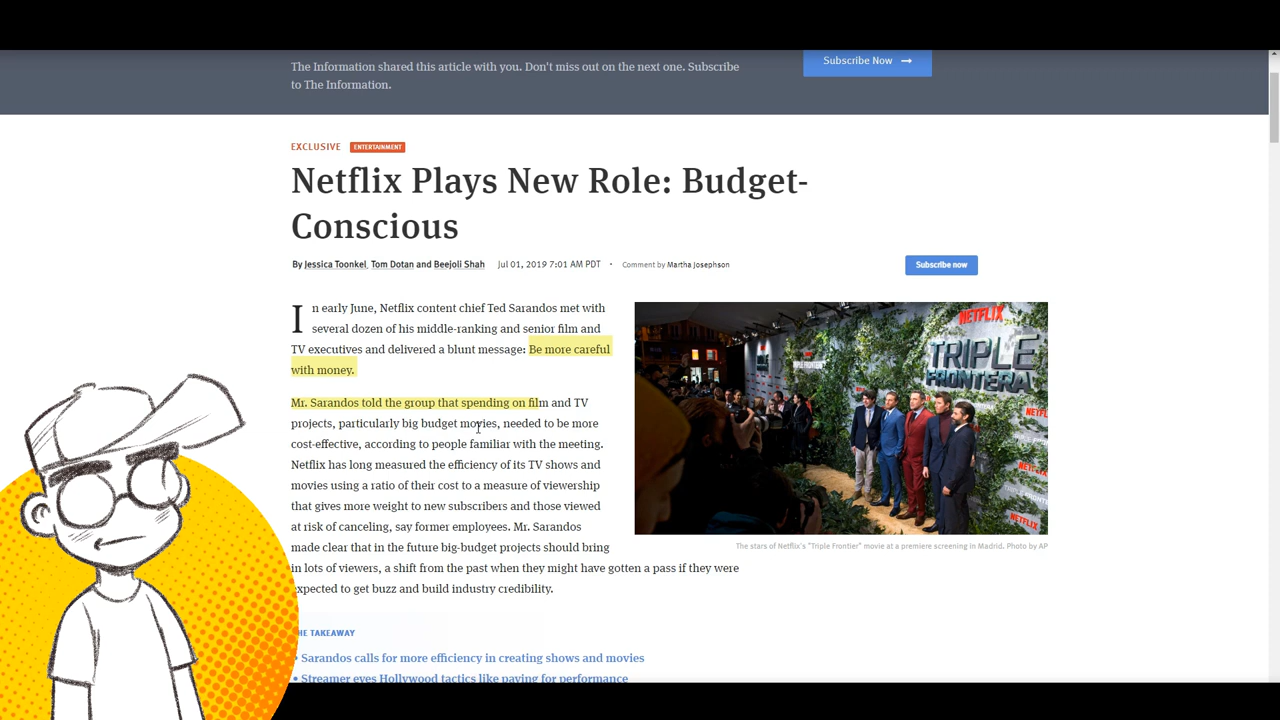 The Information shared this article with you. Don't miss out on the next one. Subscribe
to The Information.
Subscribe Now →
EXCLUSIVE ENTERTAINMENT
Netflix Plays New Role: Budget-
Conscious
By Jessica Toonkel, Tom Dotan and Beejoli Shah Jul 01, 2019 7:01 AM PDT • Comment by Martha Josephson
Subscribe now
In early June, Netflix content chief Ted Sarandos met with
several dozen of his middle-ranking and senior film and
TV executives and delivered a blunt message: Be more careful
with money.
Mr. Sarandos told the group that spending on film and TV
projects, particularly big budget movies, needed to be more
cost-effective, according to people familiar with the meeting.
Netflix has long measured the efficiency of its TV shows and
movies using a ratio of their cost to a measure of viewership
that gives more weight to new subscribers and those viewed
at risk of canceling, say former employees. Mr. Sarandos
made clear that in the future big-budget projects should bring
in lots of viewers, a shift from the past when they might have gotten a pass if they were
expected to get buzz and build industry credibility.
NETFLIX
TRIPLE
FRONTERA
NETFLIX
NETFLIX
The stars of Netflix's "Triple Frontier" movie at a premiere screening in Madrid. Photo by AP
HE TAKEAWAY
• Sarandos calls for more efficiency in creating shows and movies
• Streamer eyes Hollywood tactics like paying for performance